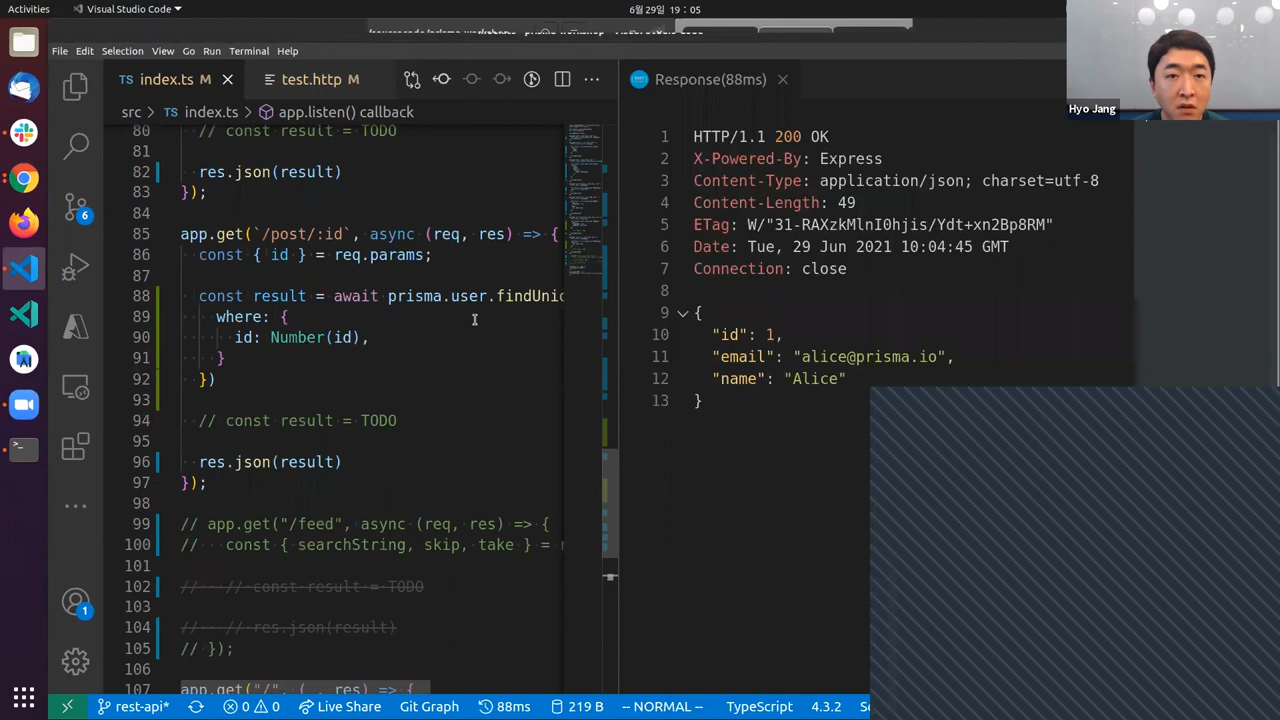 Activities
Visual Studio Code
6월 29일 19:05
File Edit Selection View Go Run Terminal Help
TS index.ts M
test.http M
Response(88ms)
Hyo Jang
src > TS index.ts > app.listen() callback
80 // const result = TODO
81
82 res.json(result)
83 });
84
85 app.get(`/post/:id`, async (req, res) => {
86 const { id } = req.params;
87
88 const result = await prisma.user.findUniq
89 where: {
90 id: Number(id),
91 }
92 })
93
94 // const result = TODO
95
96 res.json(result)
97 });
98
99 // app.get("/feed", async (req, res) => {
100 // const { searchString, skip, take } =
101
102 // // const result = TODO
103
104 // // res.json(result)
105 // });
106
107 app.get("/", (_, res) => {
1 HTTP/1.1 200 OK
2 X-Powered-By: Express
3 Content-Type: application/json; charset=utf-8
4 Content-Length: 49
5 ETag: W/"31-RAXzkMlnI0hjis/Ydt+xn2Bp8RM"
6 Date: Tue, 29 Jun 2021 10:04:45 GMT
7 Connection: close
8
9 {
10 "id": 1,
11 "email": "alice@prisma.io",
12 "name": "Alice"
13 }
6
1
rest-api*
0 0
Live Share
Git Graph
88ms
219 B
-- NORMAL --
TypeScript
4.3.2